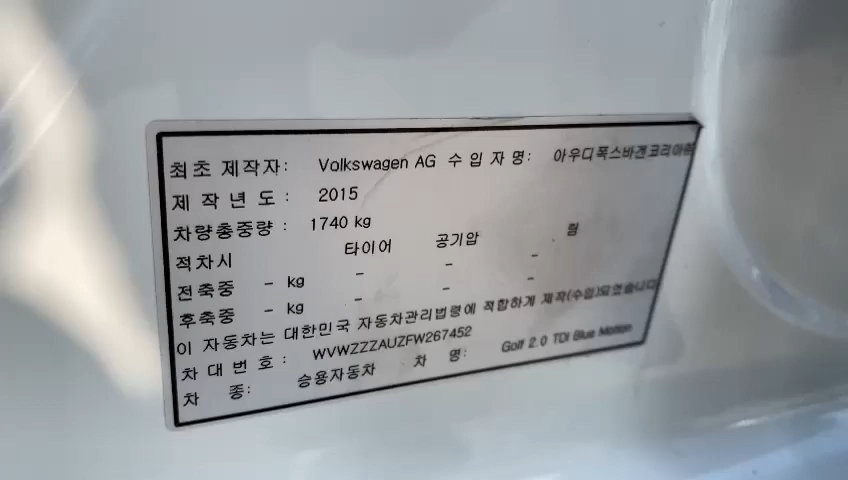 최초 제작자: Volkswagen AG 수 입 자 명: 아우디폭스바겐코리아㈜
제 작 년 도 : 2015
차량총중량 : 1740 kg
적차시 타이어 공기압 림
전축중 - kg - - -
후축중 - kg - - -
이 자동차는 대한민국 자동차관리법령에 적합하게 제작(수입)되었습니다
차 대 번 호 : WVWZZZAUZFW267452
차 종: 승용자동차 차 명: Golf 2.0 TDI Blue Motion